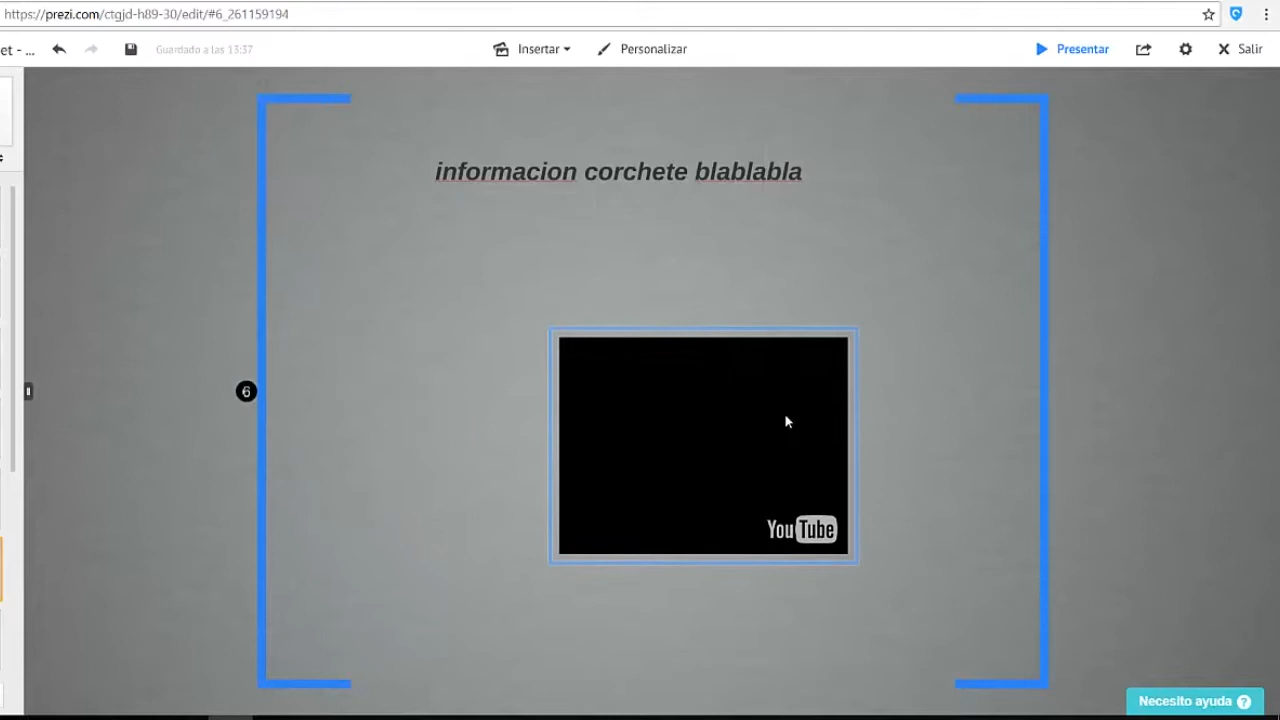 https://prezi.com/ctgjd-h89-30/edit/#6_261159194
et - ...
Guardado a las 13:37
Insertar
Personalizar
Presentar
Salir
informacion corchete blablabla
6
YouTube
Necesito ayuda ?